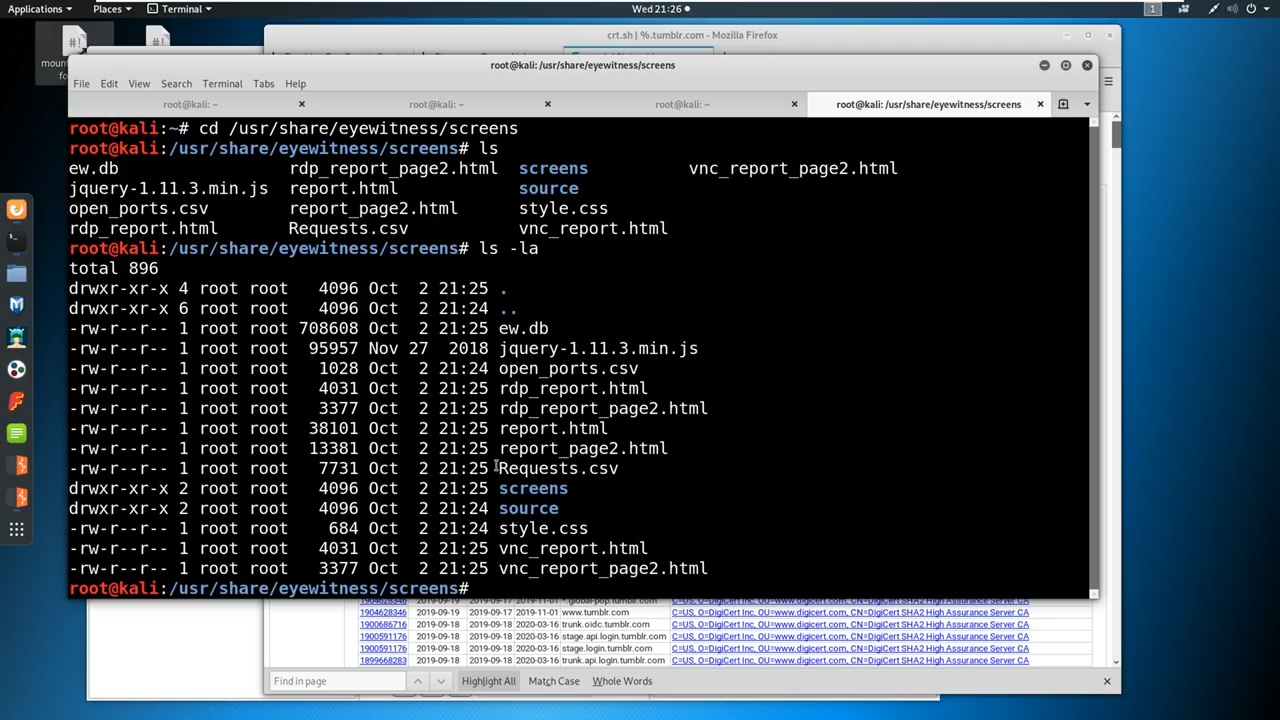 Applications Places Terminal Wed 21:26 1
crt.sh | %.tumblr.com - Mozilla Firefox
root@kali: /usr/share/eyewitness/screens
File Edit View Search Terminal Tabs Help
root@kali: ~ root@kali: ~ root@kali: ~ root@kali: /usr/share/eyewitness/screens
root@kali:~# cd /usr/share/eyewitness/screens
root@kali:/usr/share/eyewitness/screens# ls
ew.db rdp_report_page2.html screens vnc_report_page2.html
jquery-1.11.3.min.js report.html source
open_ports.csv report_page2.html style.css
rdp_report.html Requests.csv vnc_report.html
root@kali:/usr/share/eyewitness/screens# ls -la
total 896
drwxr-xr-x 4 root root 4096 Oct 2 21:25 .
drwxr-xr-x 6 root root 4096 Oct 2 21:24 ..
-rw-r--r-- 1 root root 708608 Oct 2 21:25 ew.db
-rw-r--r-- 1 root root 95957 Nov 27 2018 jquery-1.11.3.min.js
-rw-r--r-- 1 root root 1028 Oct 2 21:24 open_ports.csv
-rw-r--r-- 1 root root 4031 Oct 2 21:25 rdp_report.html
-rw-r--r-- 1 root root 3377 Oct 2 21:25 rdp_report_page2.html
-rw-r--r-- 1 root root 38101 Oct 2 21:25 report.html
-rw-r--r-- 1 root root 13381 Oct 2 21:25 report_page2.html
-rw-r--r-- 1 root root 7731 Oct 2 21:25 Requests.csv
drwxr-xr-x 2 root root 4096 Oct 2 21:25 screens
drwxr-xr-x 2 root root 4096 Oct 2 21:24 source
-rw-r--r-- 1 root root 684 Oct 2 21:24 style.css
-rw-r--r-- 1 root root 4031 Oct 2 21:25 vnc_report.html
-rw-r--r-- 1 root root 3377 Oct 2 21:25 vnc_report_page2.html
root@kali:/usr/share/eyewitness/screens#
1904628346 2019-09-19 2019-09-17 2019-11-01 www.tumblr.com C=US, O=DigiCert Inc, OU=www.digicert.com, CN=DigiCert SHA2 High Assurance Server CA
1900686716 2019-09-18 2019-09-18 2020-03-16 trunk.oidc.tumblr.com C=US, O=DigiCert Inc, OU=www.digicert.com, CN=DigiCert SHA2 High Assurance Server CA
1900591176 2019-09-18 2019-09-18 2020-03-16 stage.api.login.tumblr.com C=US, O=DigiCert Inc, OU=www.digicert.com, CN=DigiCert SHA2 High Assurance Server CA
1900591176 2019-09-18 2019-09-18 2020-03-16 stage.login.tumblr.com C=US, O=DigiCert Inc, OU=www.digicert.com, CN=DigiCert SHA2 High Assurance Server CA
1899668283 2019-09-18 2019-09-18 2020-03-16 trunk.api.login.tumblr.com C=US, O=DigiCert Inc, OU=www.digicert.com, CN=DigiCert SHA2 High Assurance Server CA
Find in page Highlight All Match Case Whole Words